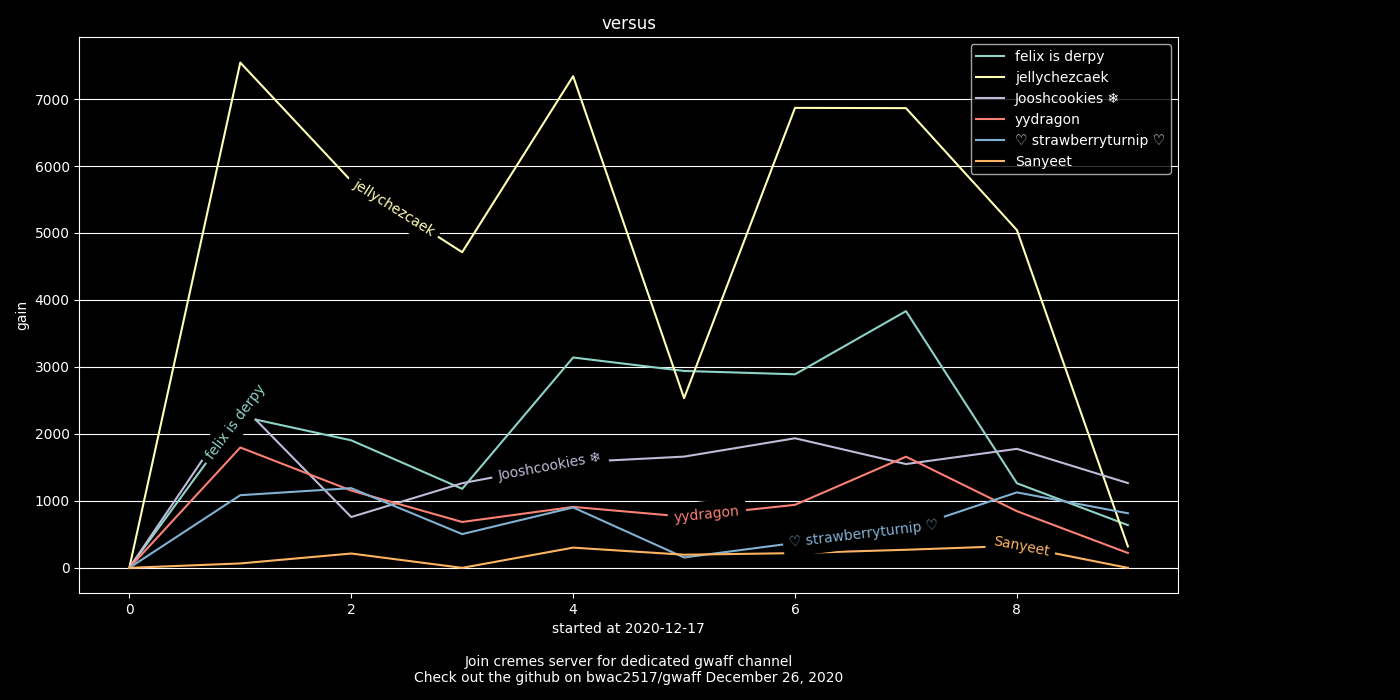 versus
felix is derpy
jellychezcaek
Jooshcookies ❄
yydragon
♡ strawberryturnip ♡
Sanyeet
7000
6000
5000
4000
3000
2000
1000
0
gain
jellychezcaek
felix is derpy
Jooshcookies ❄
yydragon
♡ strawberryturnip ♡
Sanyeet
0 2 4 6 8
started at 2020-12-17
Join cremes server for dedicated gwaff channel
Check out the github on bwac2517/gwaff December 26, 2020